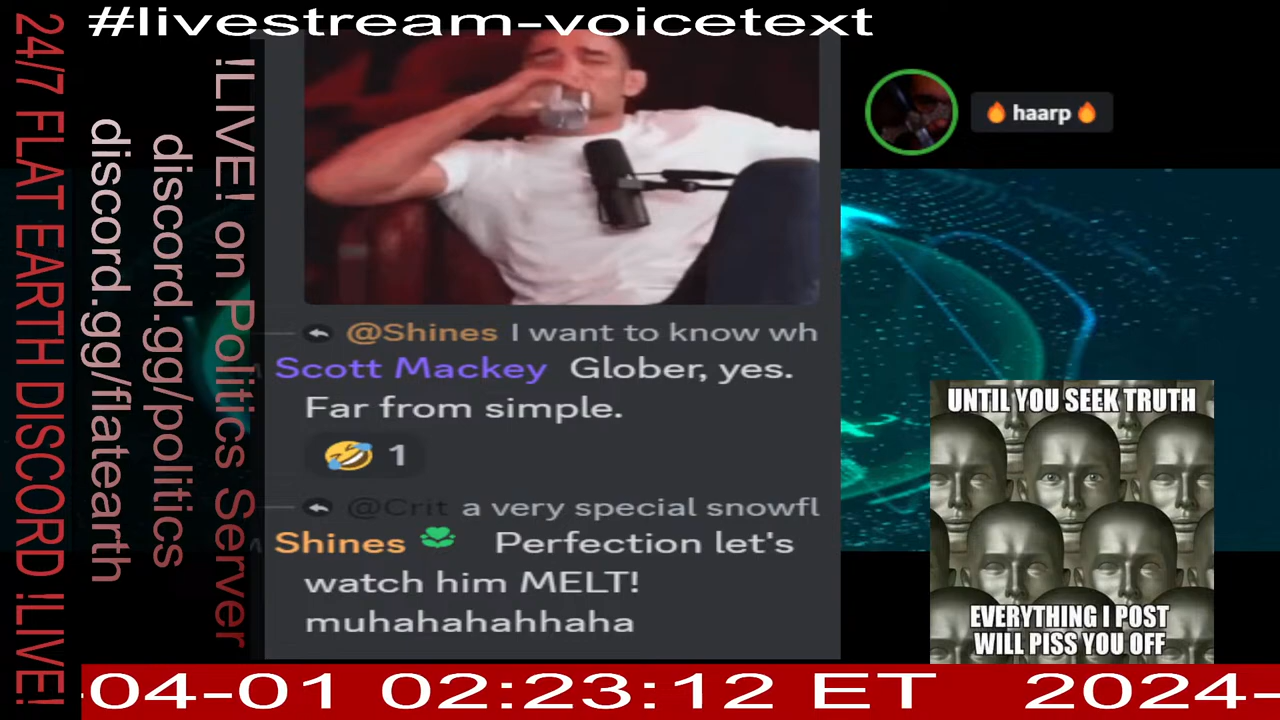 #livestream-voicetext
24/7 FLAT EARTH DISCORD !LIVE!
discord.gg/flatearth
discord.gg/politics
!LIVE! on Politics Server
@Shines I want to know wh
Scott Mackey Glober, yes.
Far from simple.
🤣 1
@Crit a very special snowfl
Shines Perfection let's
watch him MELT!
muhahahahhaha
🔥 haarp 🔥
UNTIL YOU SEEK TRUTH
EVERYTHING I POST
WILL PISS YOU OFF
-04-01 02:23:12 ET 2024-